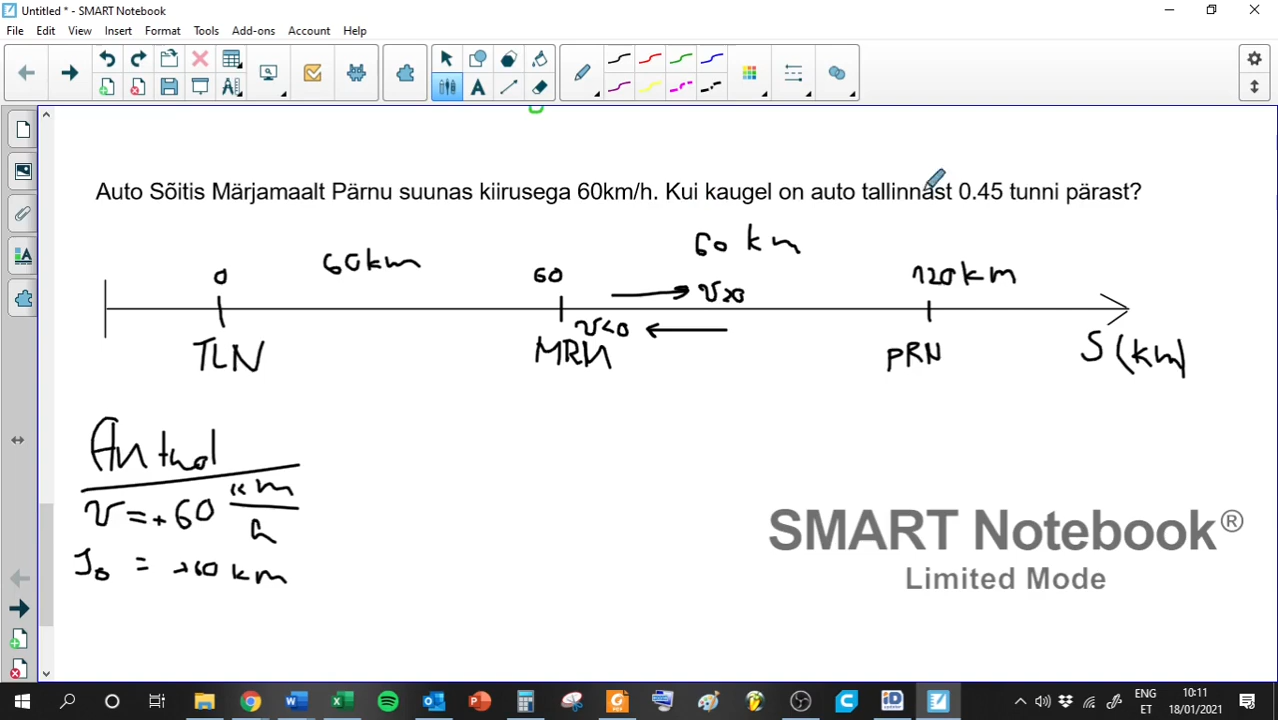 Untitled * - SMART Notebook
File Edit View Insert Format Tools Add-ons Account Help
Auto Sõitis Märjamaalt Pärnu suunas kiirusega 60km/h. Kui kaugel on auto tallinnast 0.45 tunni pärast?
60 km
0 60km 60 120km
v>0
v<0
TLN MRM PRN S (km)
Antud
v = +60 km
h
= +60 km
SMART Notebook®
Limited Mode
ENG 10:11
ET 18/01/2021